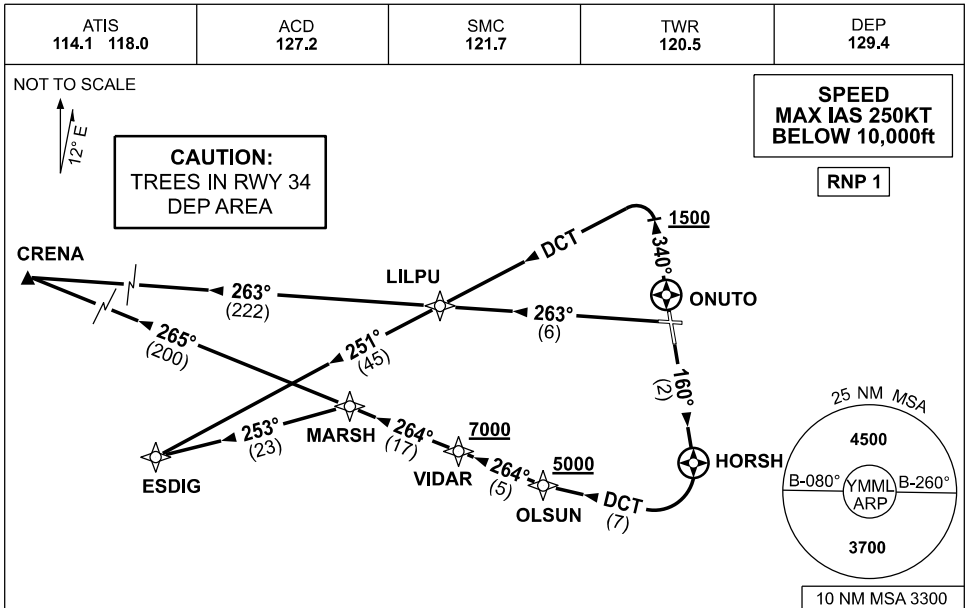 ATIS
114.1 118.0
ACD
127.2
SMC
121.7
TWR
120.5
DEP
129.4
NOT TO SCALE
12° E
CAUTION:
TREES IN RWY 34
DEP AREA
SPEED
MAX IAS 250KT
BELOW 10,000ft
RNP 1
1500
DCT
340°
CRENA
LILPU
ONUTO
263°
(222)
263°
(6)
265°
(200)
251°
(45)
160°
(2)
25 NM MSA
4500
B-080°
YMML
ARP
B-260°
3700
10 NM MSA 3300
MARSH
253°
(23)
264°
(17)
7000
VIDAR
264°
(5)
5000
OLSUN
DCT
(7)
HORSH
ESDIG